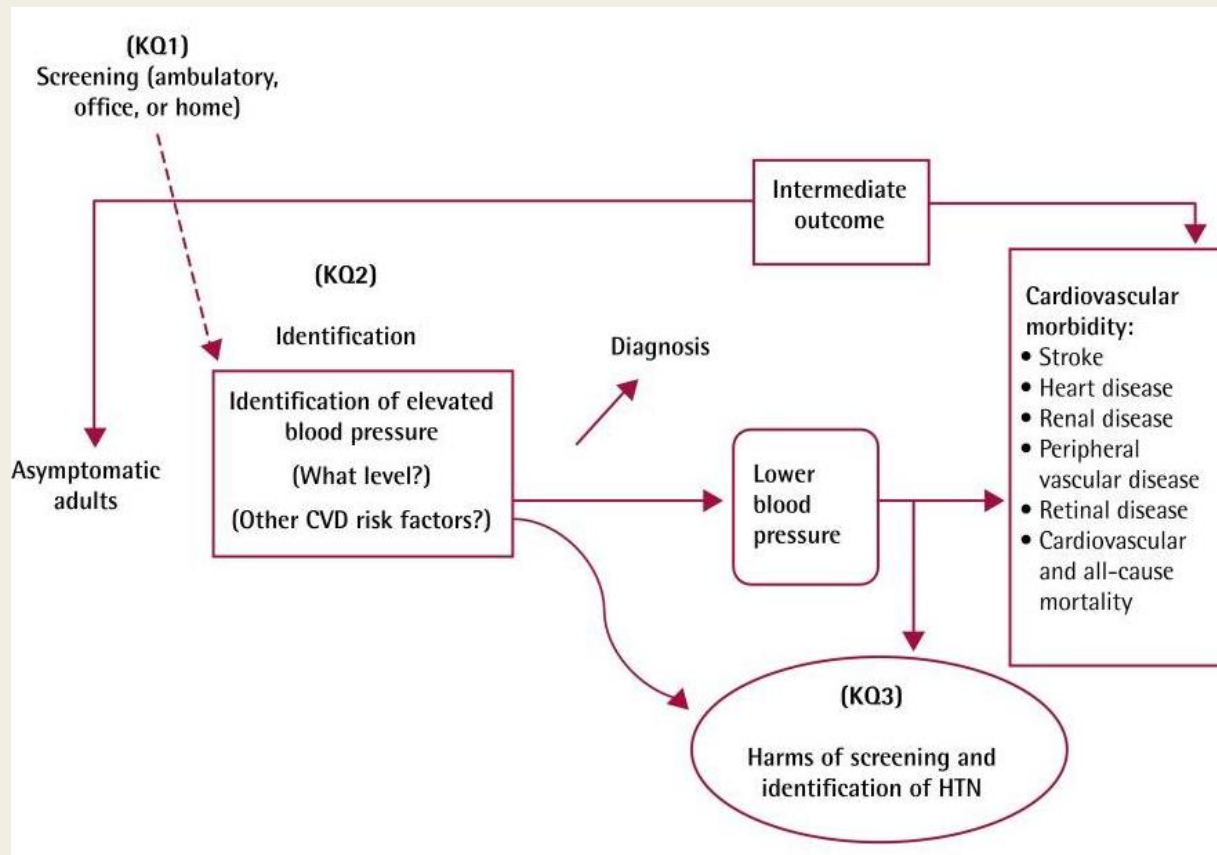 (KQ1)
Screening (ambulatory,
office, or home)
Intermediate
outcome
(KQ2)
Identification
Diagnosis
Identification of elevated
blood pressure
(What level?)
(Other CVD risk factors?)
Asymptomatic
adults
Lower
blood
pressure
Cardiovascular
morbidity:
• Stroke
• Heart disease
• Renal disease
• Peripheral
vascular disease
• Retinal disease
• Cardiovascular
and all-cause
mortality
(KQ3)
Harms of screening and
identification of HTN